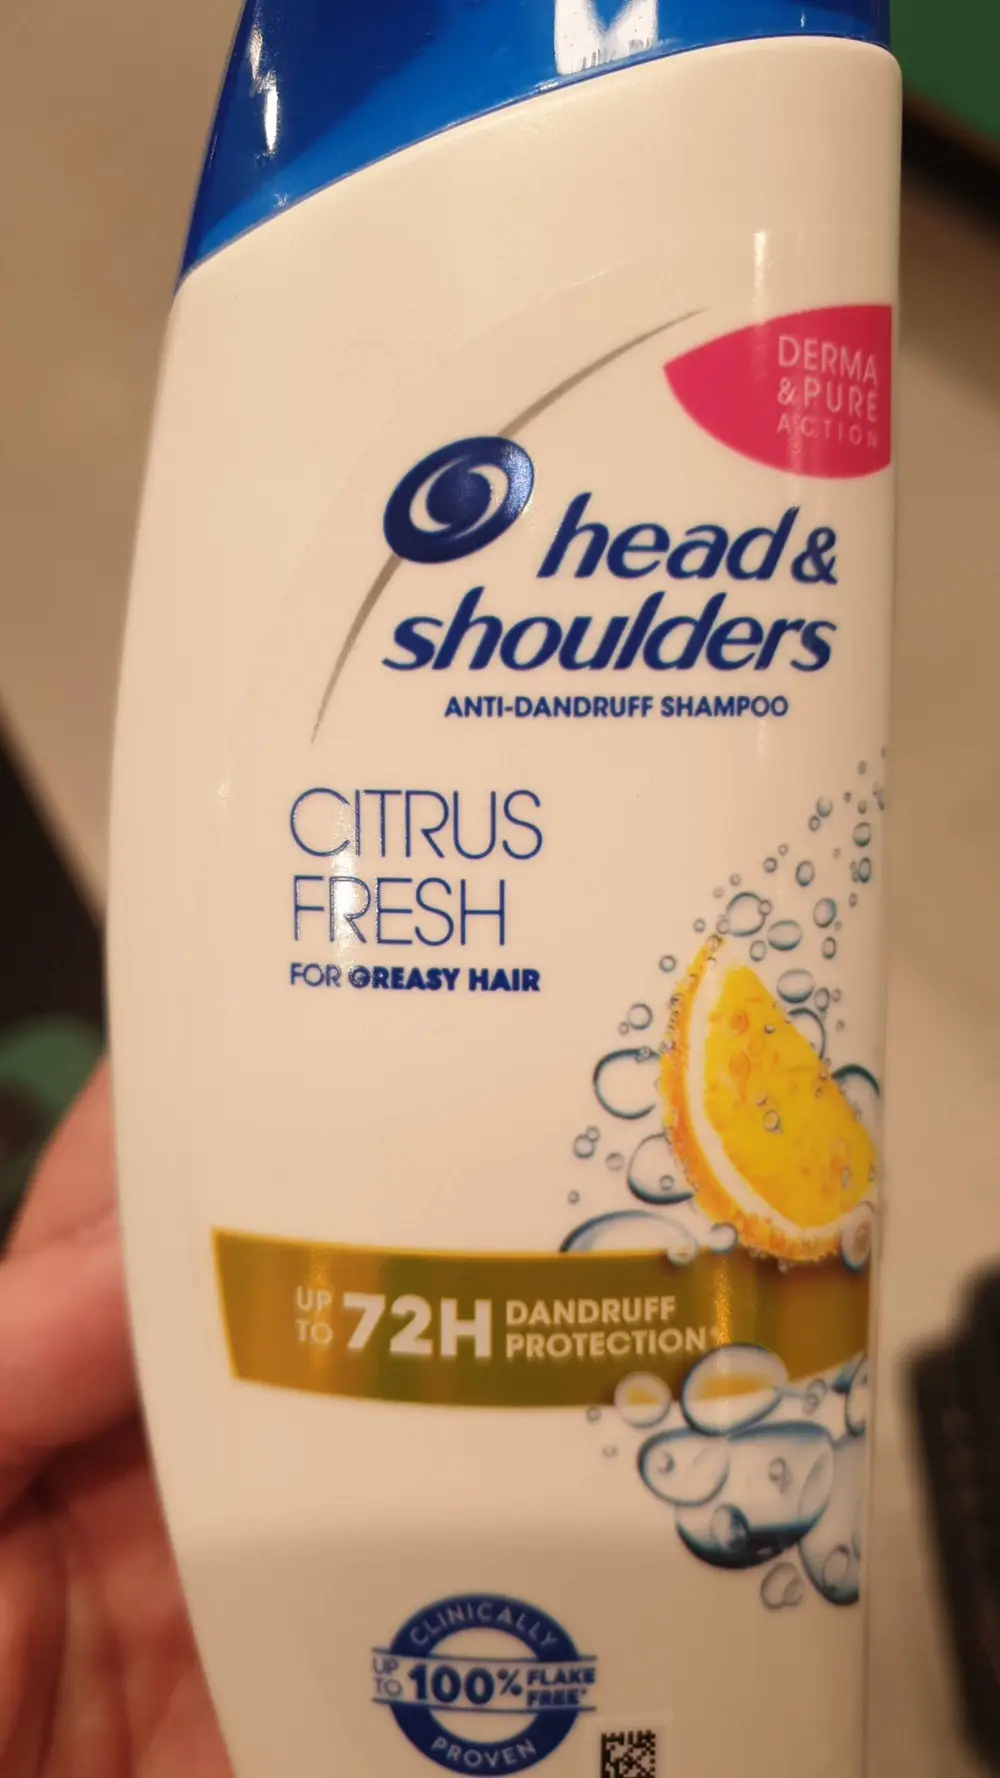 DERMA
&PURE
ACTION
head&
shoulders
ANTI-DANDRUFF SHAMPOO
CITRUS
FRESH
FOR GREASY HAIR
UP TO 72H DANDRUFF PROTECTION*
CLINICALLY
UP TO 100% FLAKE FREE*
PROVEN